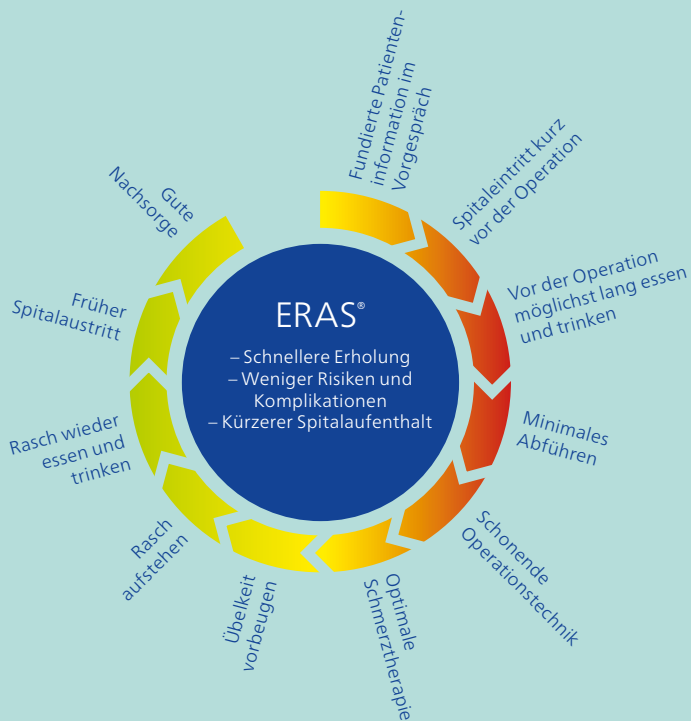 Fundierte Patienten-
information im
Vorgespräch
Spitaleintritt kurz
vor der Operation
Vor der Operation
möglichst lang essen
und trinken
Minimales
Abführen
Schonende
Operationstechnik
Optimale
Schmerztherapie
Übelkeit
vorbeugen
Rasch
aufstehen
Rasch wieder
essen und
trinken
Früher
Spitalaustritt
Gute
Nachsorge
ERAS®
– Schnellere Erholung
– Weniger Risiken und
Komplikationen
– Kürzerer Spitalaufenthalt